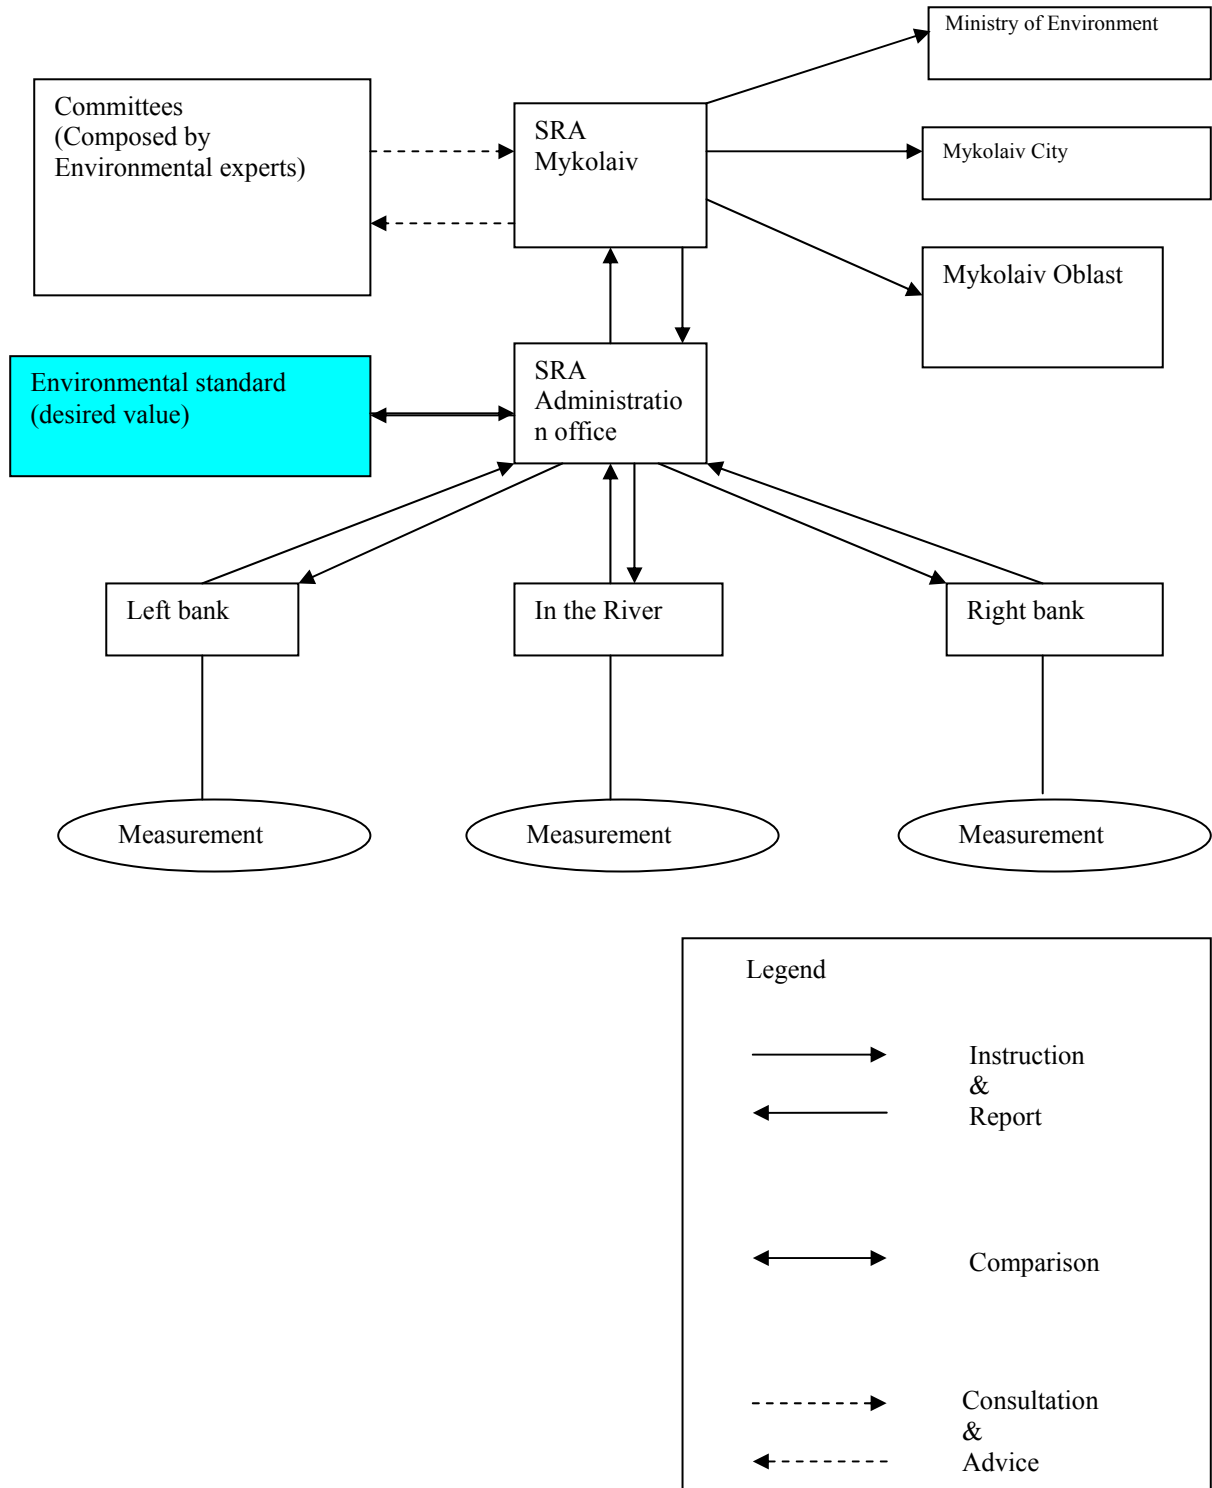 Ministry of Environment
Committees
(Composed by
Environmental experts)
SRA
Mykolaiv
Mykolaiv City
Mykolaiv Oblast
Environmental standard
(desired value)
SRA
Administratio
n office
Left bank
In the River
Right bank
Measurement
Measurement
Measurement
Legend
Instruction
&
Report
Comparison
Consultation
&
Advice